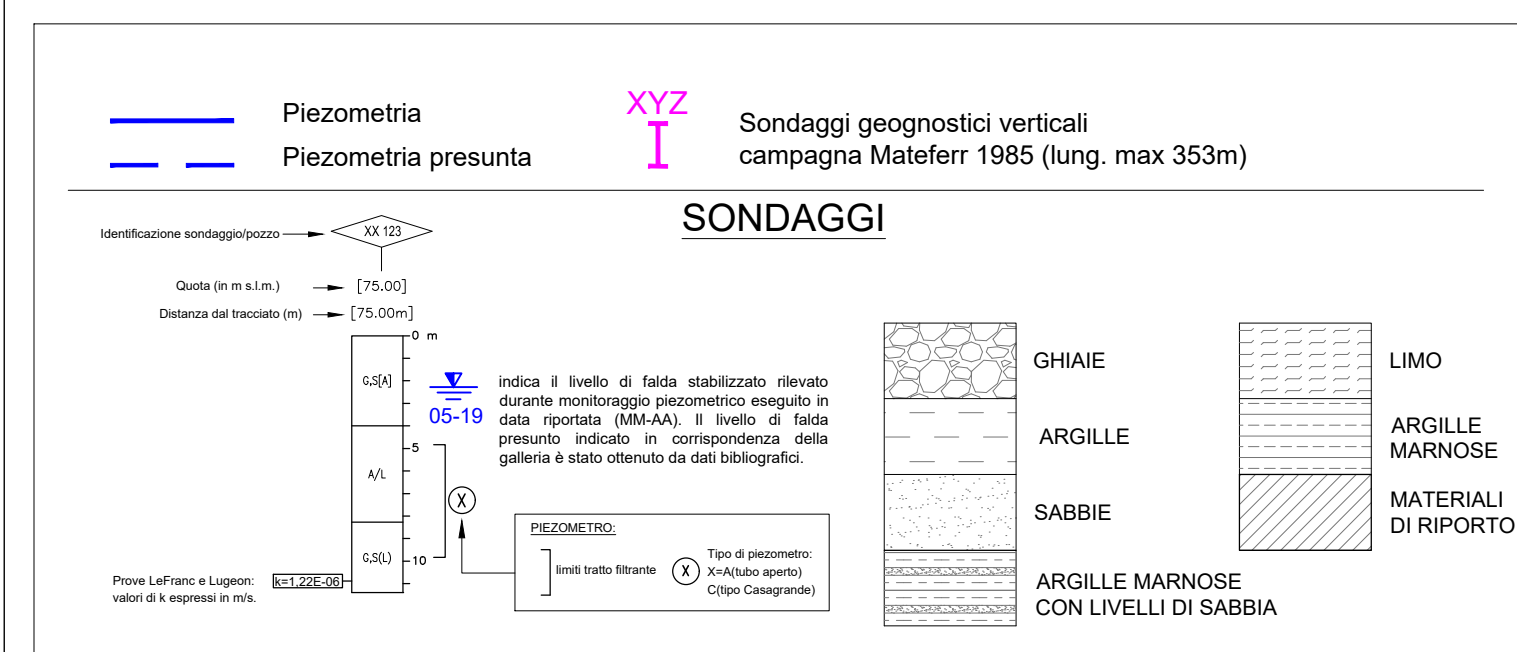 Piezometria
Piezometria presunta
XYZ
Sondaggi geognostici verticali
campagna Mateferr 1985 (lung. max 353m)
SONDAGGI
Identificazione sondaggio/pozzo
XX 123
Quota (in m s.l.m.)
[75.00]
Distanza dal tracciato (m)
[75.00m]
0 m
G,S[A]
05-19
indica il livello di falda stabilizzato rilevato
durante monitoraggio piezometrico eseguito in
data riportata (MM-AA). Il livello di falda
presunto indicato in corrispondenza della
galleria è stato ottenuto da dati bibliografici.
5
A/L
X
G,S(L)
10
Prove LeFranc e Lugeon:
valori di k espressi in m/s.
k=1,22E-06
PIEZOMETRO:
limiti tratto filtrante
X
Tipo di piezometro:
X=A(tubo aperto)
C(tipo Casagrande)
GHIAIE
ARGILLE
SABBIE
ARGILLE MARNOSE
CON LIVELLI DI SABBIA
LIMO
ARGILLE
MARNOSE
MATERIALI
DI RIPORTO